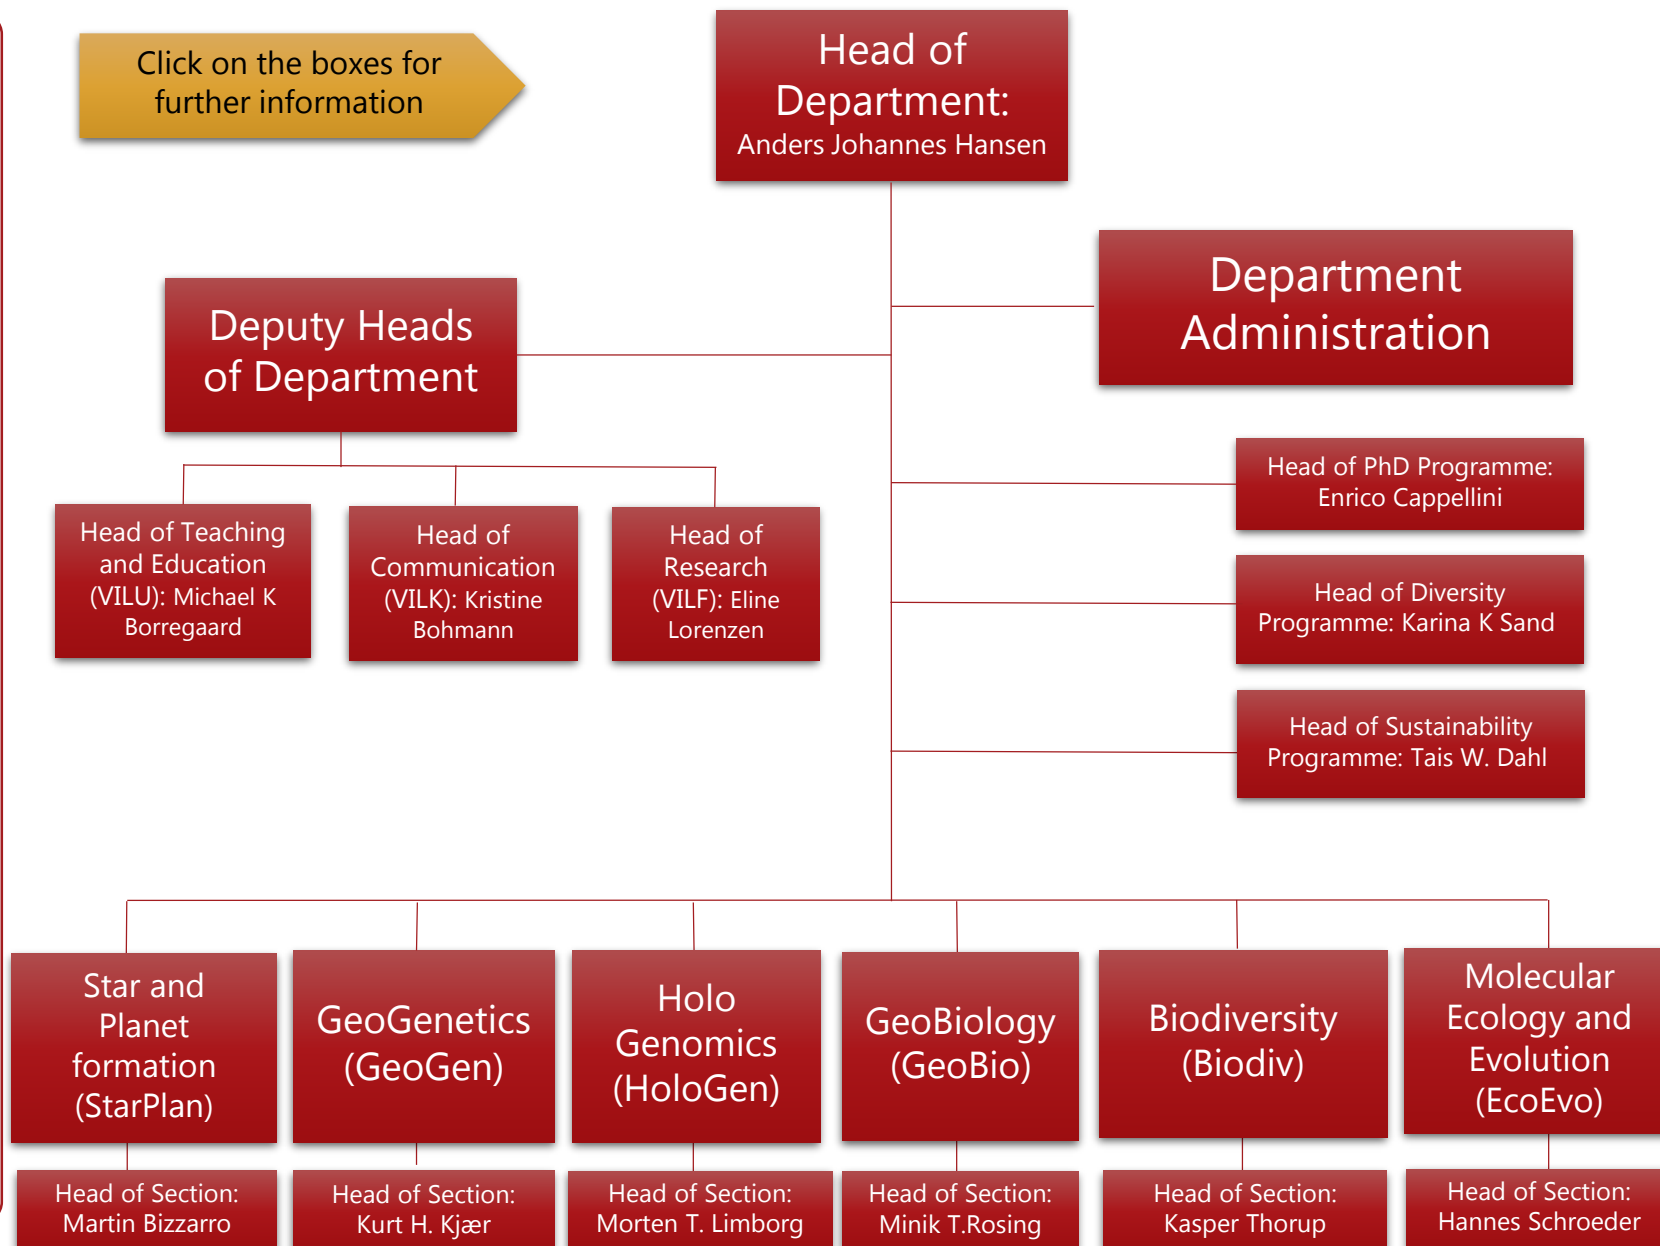 Click on the boxes for
further information
Head of
Department:
Anders Johannes Hansen
Department
Administration
Deputy Heads
of Department
Head of PhD Programme:
Enrico Cappellini
Head of Teaching
and Education
(VILU): Michael K
Borregaard
Head of
Communication
(VILK): Kristine
Bohmann
Head of
Research
(VILF): Eline
Lorenzen
Head of Diversity
Programme: Karina K Sand
Head of Sustainability
Programme: Tais W. Dahl
Star and
Planet
formation
(StarPlan)
GeoGenetics
(GeoGen)
Holo
Genomics
(HoloGen)
GeoBiology
(GeoBio)
Biodiversity
(Biodiv)
Molecular
Ecology and
Evolution
(EcoEvo)
Head of Section:
Martin Bizzarro
Head of Section:
Kurt H. Kjær
Head of Section:
Morten T. Limborg
Head of Section:
Minik T.Rosing
Head of Section:
Kasper Thorup
Head of Section:
Hannes Schroeder